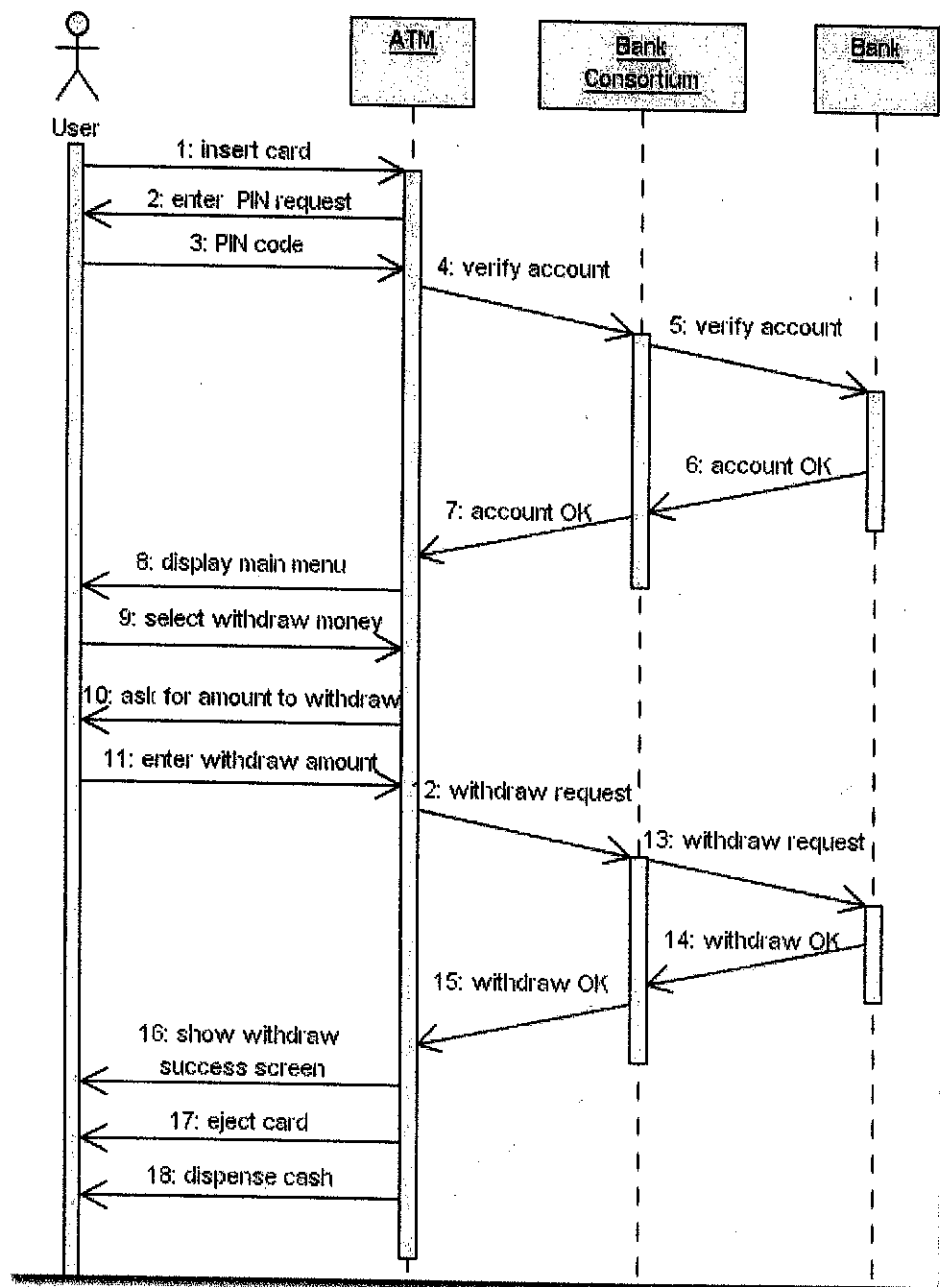 ATM
Bank
Consortium
Bank
User
1: insert card
2: enter PIN request
3: PIN code
4: verify account
5: verify account
6: account OK
7: account OK
8: display main menu
9: select withdraw money
10: ask for amount to withdraw
11: enter withdraw amount
2: withdraw request
13: withdraw request
14: withdraw OK
15: withdraw OK
16: show withdraw
success screen
17: eject card
18: dispense cash